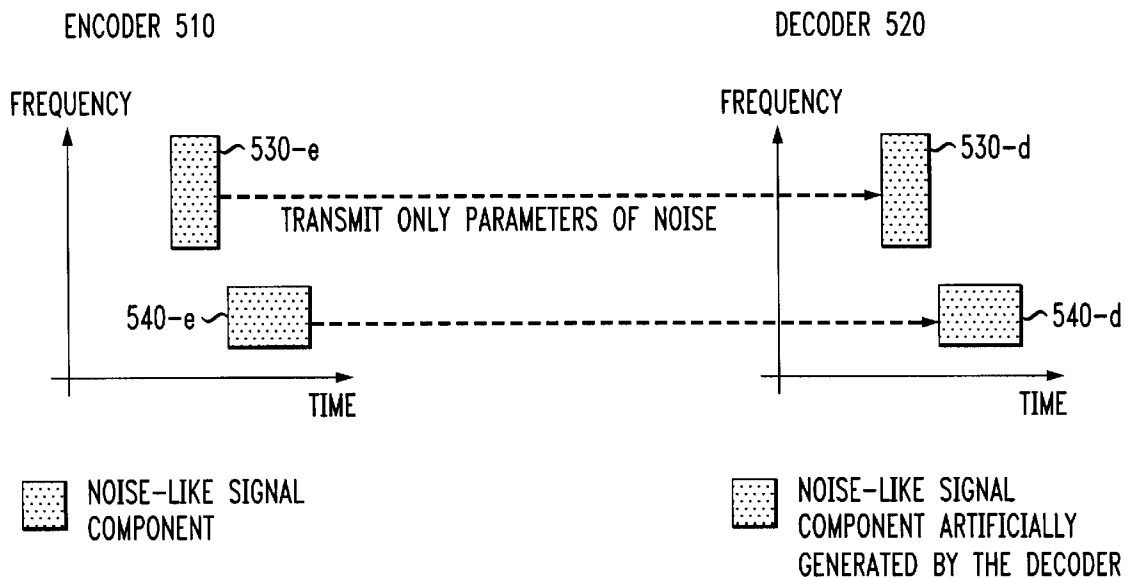 ENCODER 510
DECODER 520
FREQUENCY
FREQUENCY
530-e
530-d
TRANSMIT ONLY PARAMETERS OF NOISE
540-e
540-d
TIME
TIME
NOISE-LIKE SIGNAL
COMPONENT
NOISE-LIKE SIGNAL
COMPONENT ARTIFICIALLY
GENERATED BY THE DECODER